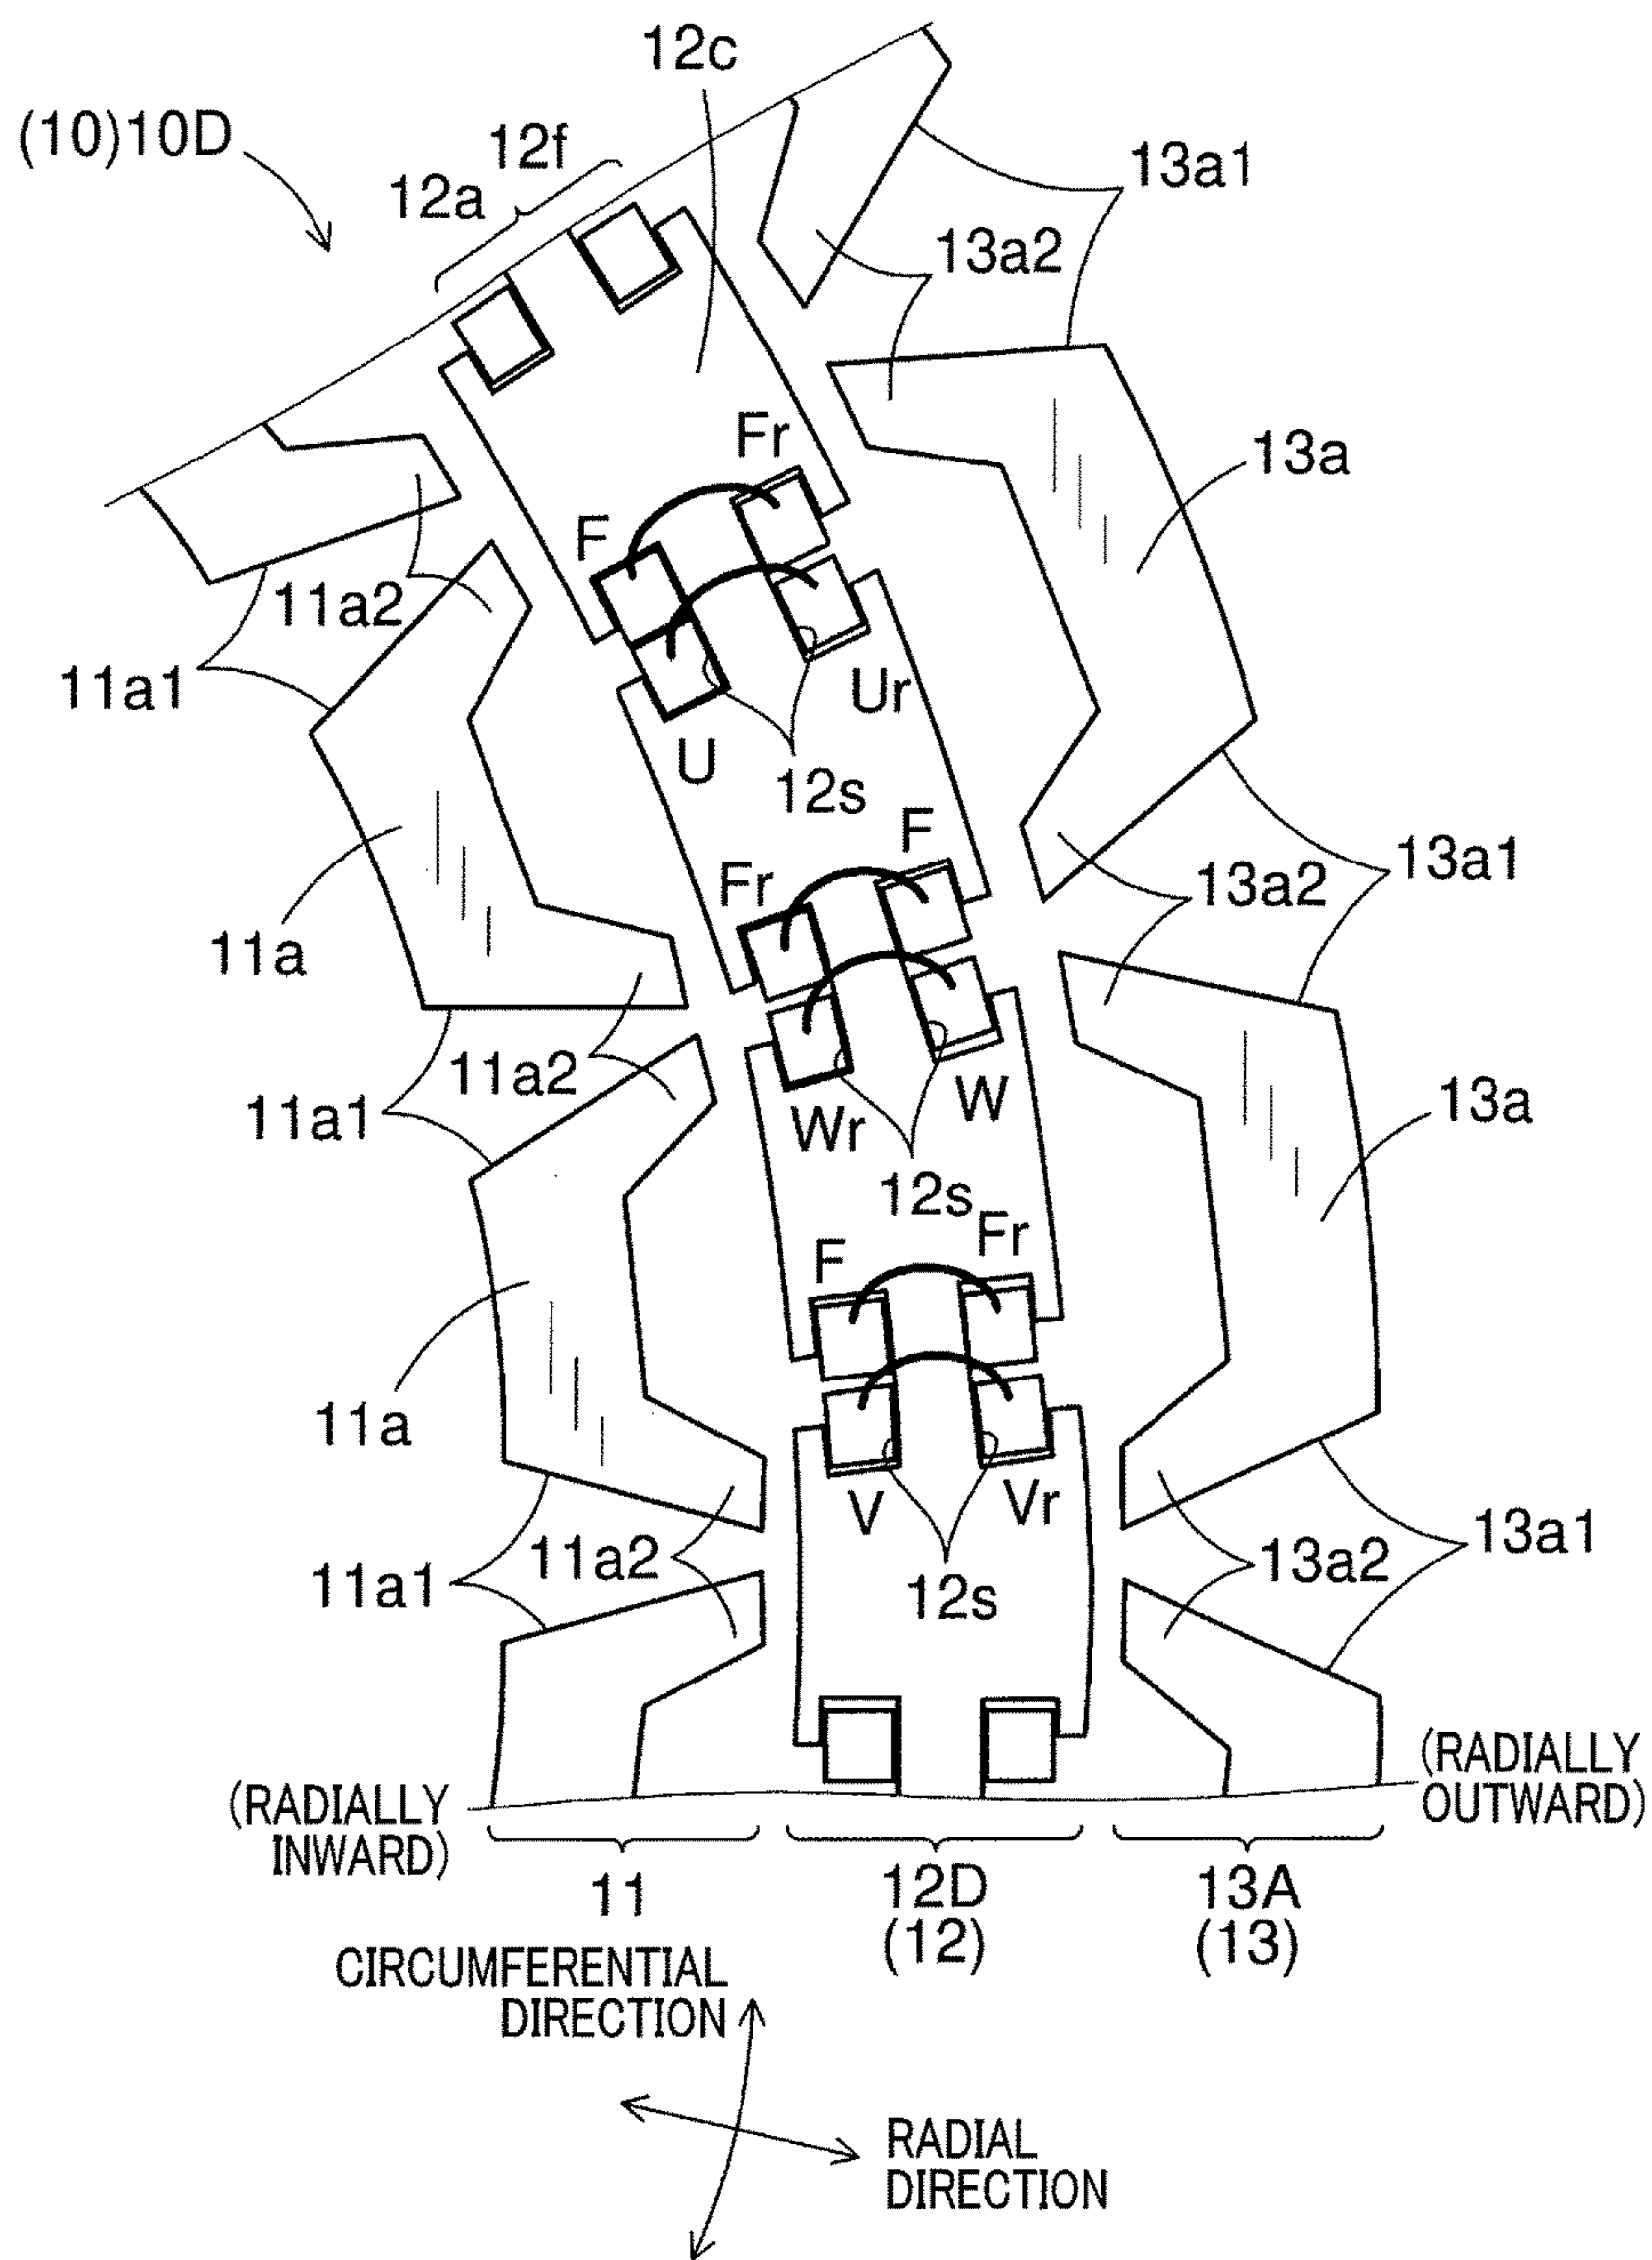 12c
(10)10D
12f
12a
13a1
13a2
Fr
13a
F
11a2
11a1
Ur
U
12s
F
Fr
13a1
13a2
11a
11a2
W
Wr
11a1
13a
12s
Fr
F
11a
V
Vr
11a2
13a2
13a1
11a1
12s
(RADIALLY
INWARD)
(RADIALLY
OUTWARD)
11
12D
(12)
13A
(13)
CIRCUMFERENTIAL
DIRECTION
RADIAL
DIRECTION